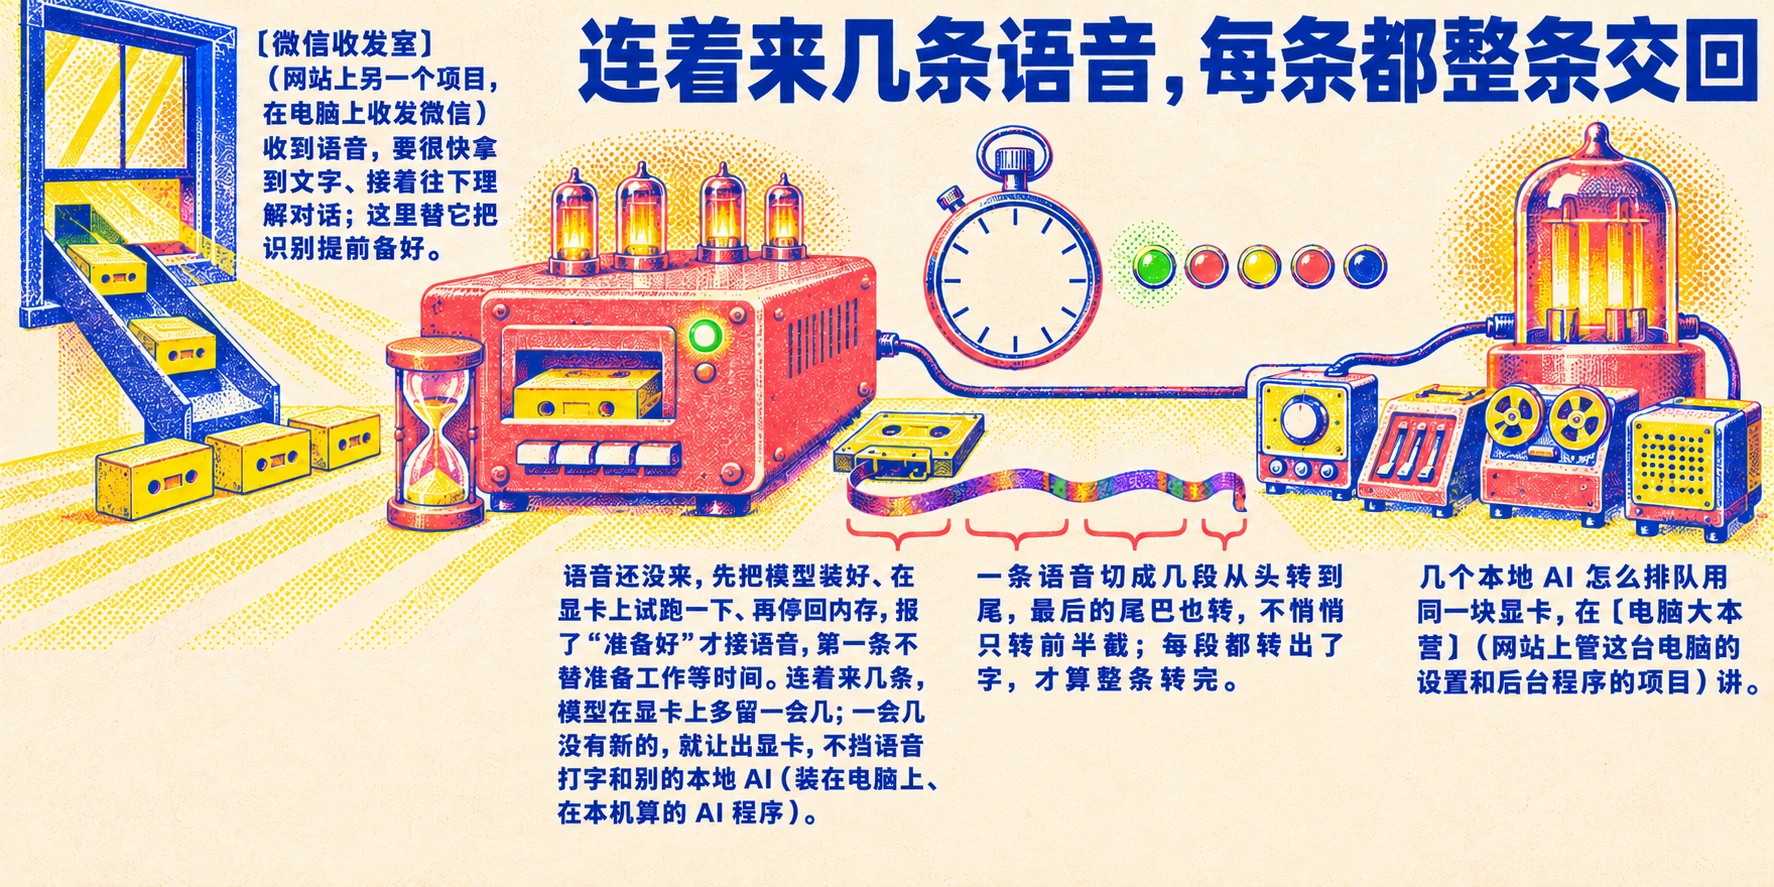 连着来几条语音，每条都整条交回
［微信收发室］
（网站上另一个项目，
在电脑上收发微信）
收到语音，要很快拿
到文字、接着往下理
解对话；这里替它把
识别提前备好。
语音还没来，先把模型装好、在
显卡上试跑一下、再停回内存，报
了“准备好”才接语音，第一条不
替准备工作等时间。连着来几条，
模型在显卡上多留一会儿；一会儿
没有新的，就让出显卡，不挡语音
打字和别的本地 AI（装在电脑上、
在本机算的 AI 程序）。
一条语音切成几段从头转到
尾，最后的尾巴也转，不悄悄
只转前半截；每段都转出了
字，才算整条转完。
几个本地 AI 怎么排队用
同一块显卡，在［电脑大本
营］（网站上管这台电脑的
设置和后台程序的项目）讲。